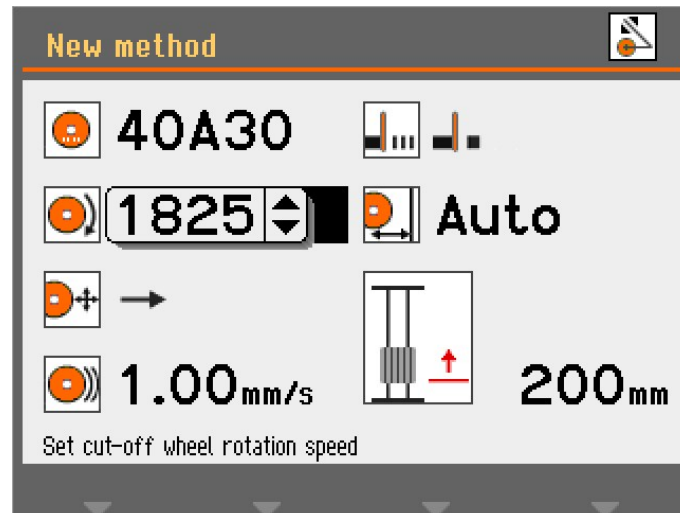 New method
40A30
1825
Auto
1.00mm/s
200mm
Set cut-off wheel rotation speed